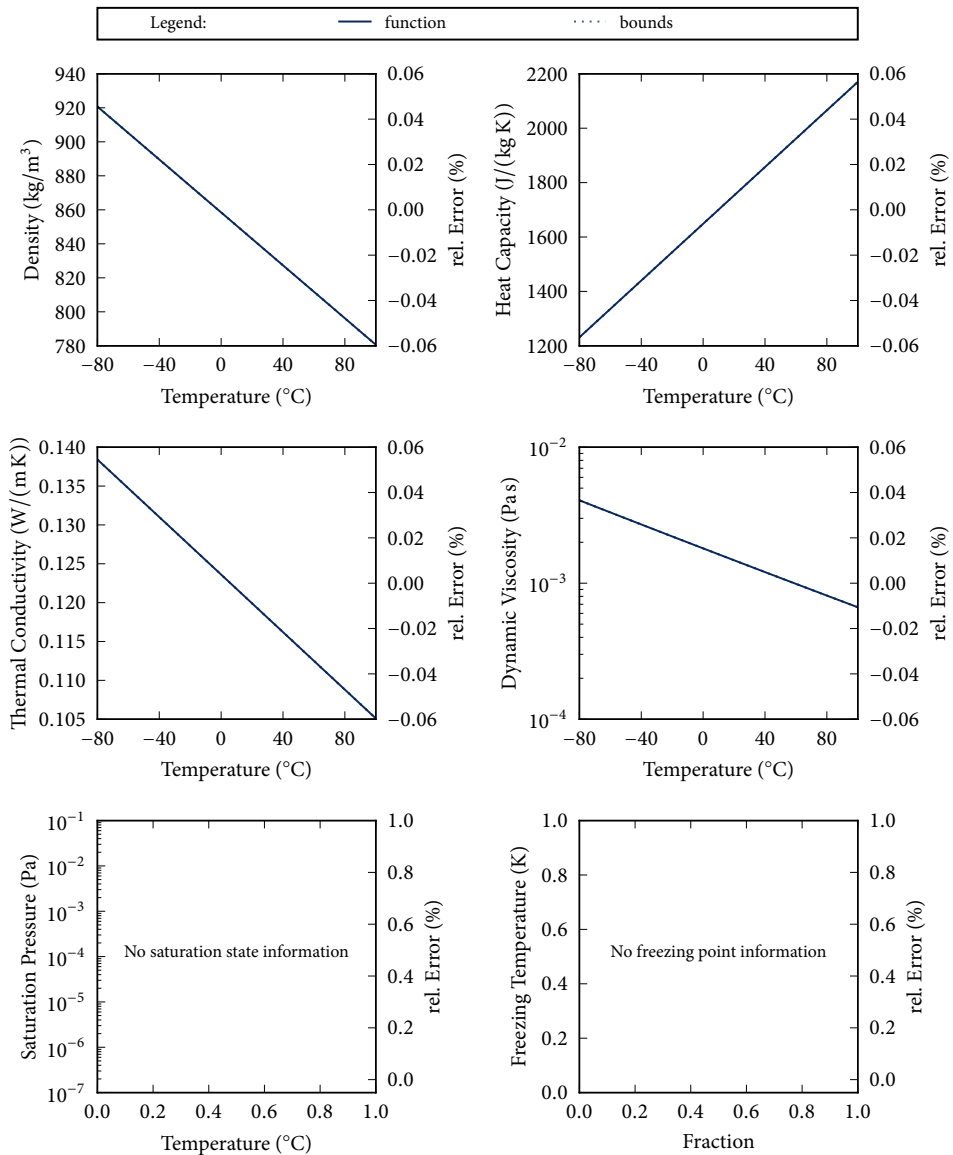 Legend: function bounds
940
920
900
880
860
840
820
800
780
Density (kg/m³)
0.06
0.04
0.02
0.00
−0.02
−0.04
−0.06
rel. Error (%)
−80 −40 0 40 80
Temperature (°C)
2200
2000
1800
1600
1400
1200
Heat Capacity (J/(kg K))
0.06
0.04
0.02
0.00
−0.02
−0.04
−0.06
rel. Error (%)
−80 −40 0 40 80
Temperature (°C)
0.140
0.135
0.130
0.125
0.120
0.115
0.110
0.105
Thermal Conductivity (W/(m K))
0.06
0.04
0.02
0.00
−0.02
−0.04
−0.06
rel. Error (%)
−80 −40 0 40 80
Temperature (°C)
10⁻²
10⁻³
10⁻⁴
Dynamic Viscosity (Pa s)
0.06
0.04
0.02
0.00
−0.02
−0.04
−0.06
rel. Error (%)
−80 −40 0 40 80
Temperature (°C)
10⁻¹
10⁻²
10⁻³
10⁻⁴
10⁻⁵
10⁻⁶
10⁻⁷
Saturation Pressure (Pa)
No saturation state information
1.0
0.8
0.6
0.4
0.2
0.0
rel. Error (%)
0.0 0.2 0.4 0.6 0.8 1.0
Temperature (°C)
1.0
0.8
0.6
0.4
0.2
0.0
Freezing Temperature (K)
No freezing point information
1.0
0.8
0.6
0.4
0.2
0.0
rel. Error (%)
0.0 0.2 0.4 0.6 0.8 1.0
Fraction